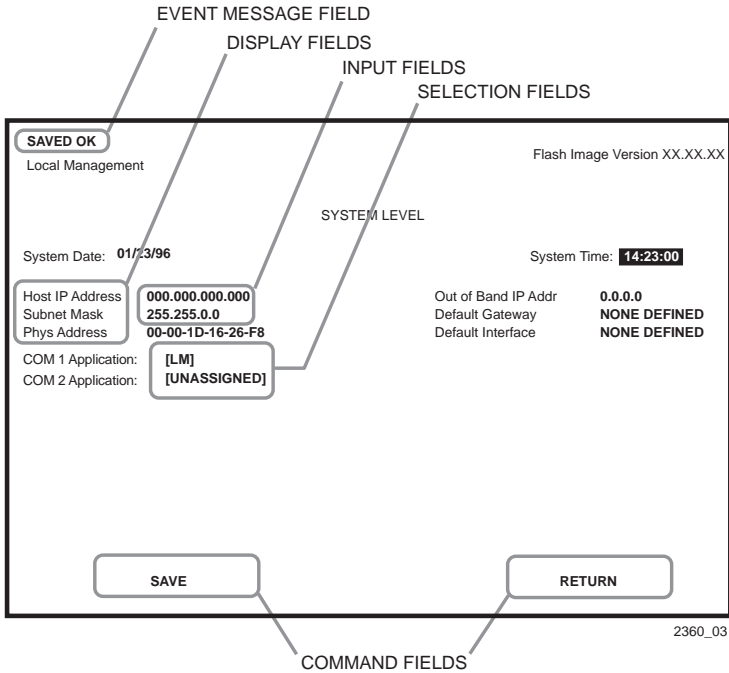 EVENT MESSAGE FIELD
DISPLAY FIELDS
INPUT FIELDS
SELECTION FIELDS
SAVED OK
Flash Image Version XX.XX.XX
Local Management
SYSTEM LEVEL
System Date: 01/23/96 System Time: 14:23:00
Host IP Address 000.000.000.000 Out of Band IP Addr 0.0.0.0
Subnet Mask 255.255.0.0 Default Gateway NONE DEFINED
Phys Address 00-00-1D-16-26-F8 Default Interface NONE DEFINED
COM 1 Application: [LM]
COM 2 Application: [UNASSIGNED]
SAVE RETURN
2360_03
COMMAND FIELDS